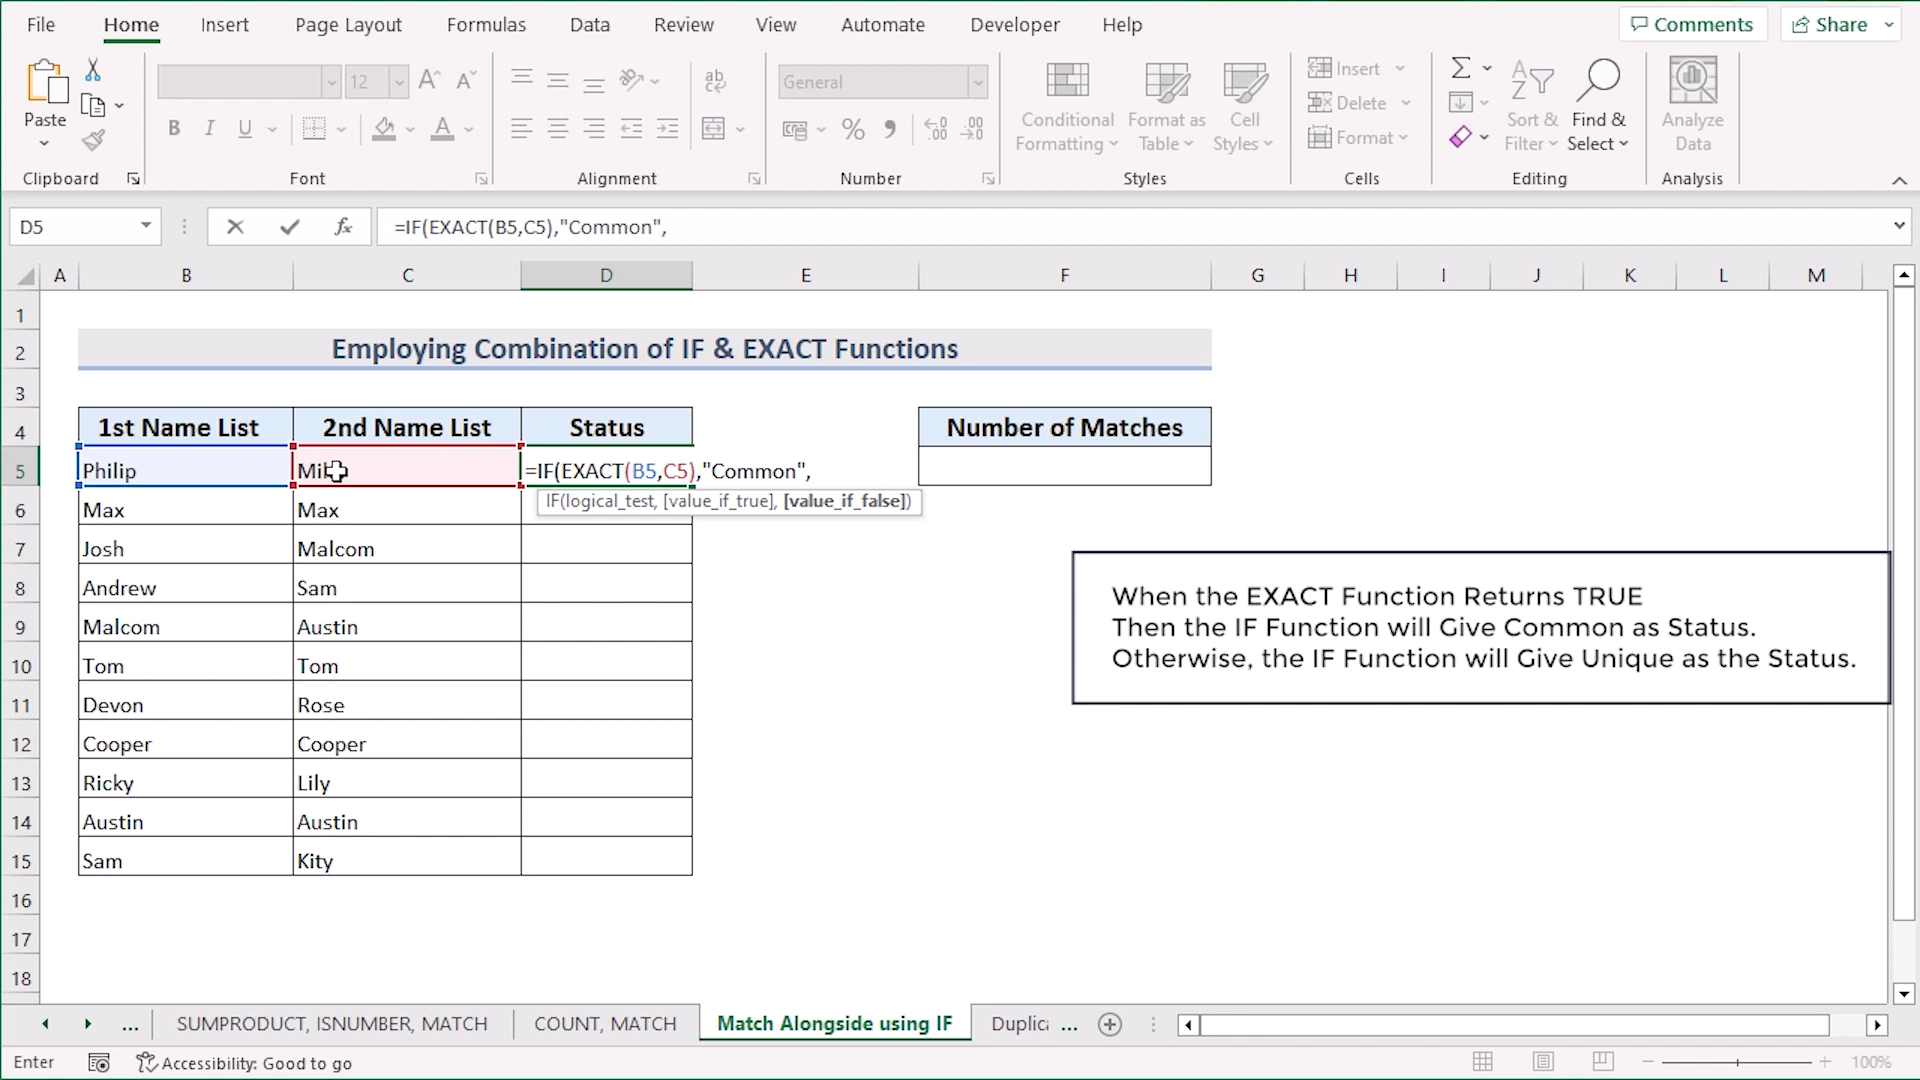 File Home Insert Page Layout Formulas Data Review View Automate Developer Help Comments Share
12 General Insert
Paste Conditional Format as Cell Delete Sort & Find & Analyze
Formatting Table Styles Format Filter Select Data
Clipboard Font Alignment Number Styles Cells Editing Analysis
D5 fx =IF(EXACT(B5,C5),"Common",
A B C D E F G H I J K L M
1
2 Employing Combination of IF & EXACT Functions
3
4 1st Name List 2nd Name List Status Number of Matches
5 Philip =IF(EXACT(B5,C5),"Common",
IF(logical_test, [value_if_true], [value_if_false])
6 Max Max
7 Josh Malcom
8 Andrew Sam
9 Malcom Austin
10 Tom Tom
11 Devon Rose
12 Cooper Cooper
13 Ricky Lily
14 Austin Austin
15 Sam Kity
16
17
18
When the EXACT Function Returns TRUE
Then the IF Function will Give Common as Status.
Otherwise, the IF Function will Give Unique as the Status.
... SUMPRODUCT, ISNUMBER, MATCH COUNT, MATCH Match Alongside using IF Duplic ...
Enter Accessibility: Good to go 100%